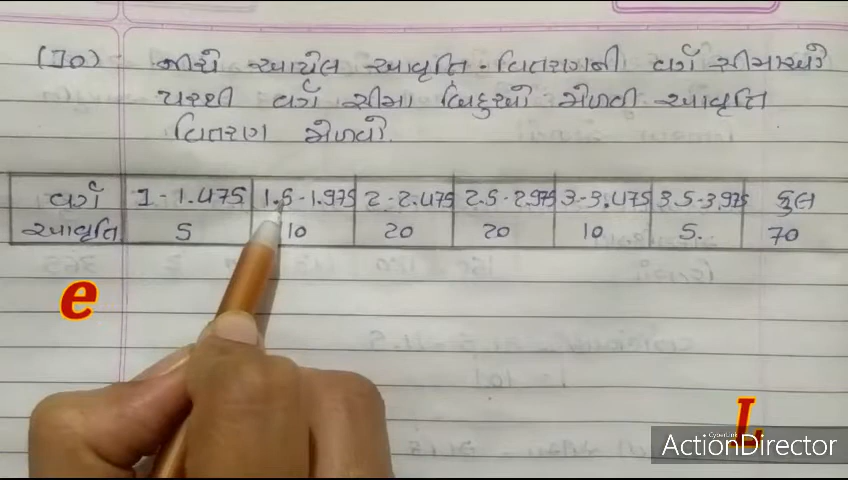 (10) નીચે આપેલ આવૃત્તિ-વિતરણની વર્ગ સીમાઓ
પરથી વર્ગ સીમા બિંદુઓ મેળવી આવૃત્તિ
વિતરણ મેળવો.
વર્ગ 1-1.475 1.5-1.975 2-2.475 2.5-2.975 3-3.475 3.5-3.975 કુલ
આવૃત્તિ 5 10 20 20 10 5 70
e
L
CyberLink
ActionDirector